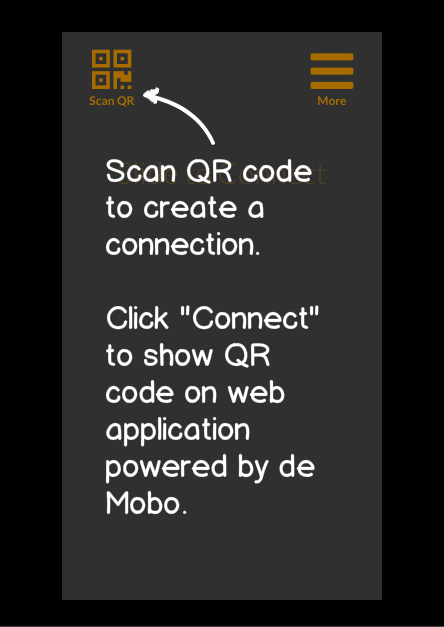 Scan QR
More
Scan QR code
to create a
connection.
Click "Connect"
to show QR
code on web
application
powered by de
Mobo.